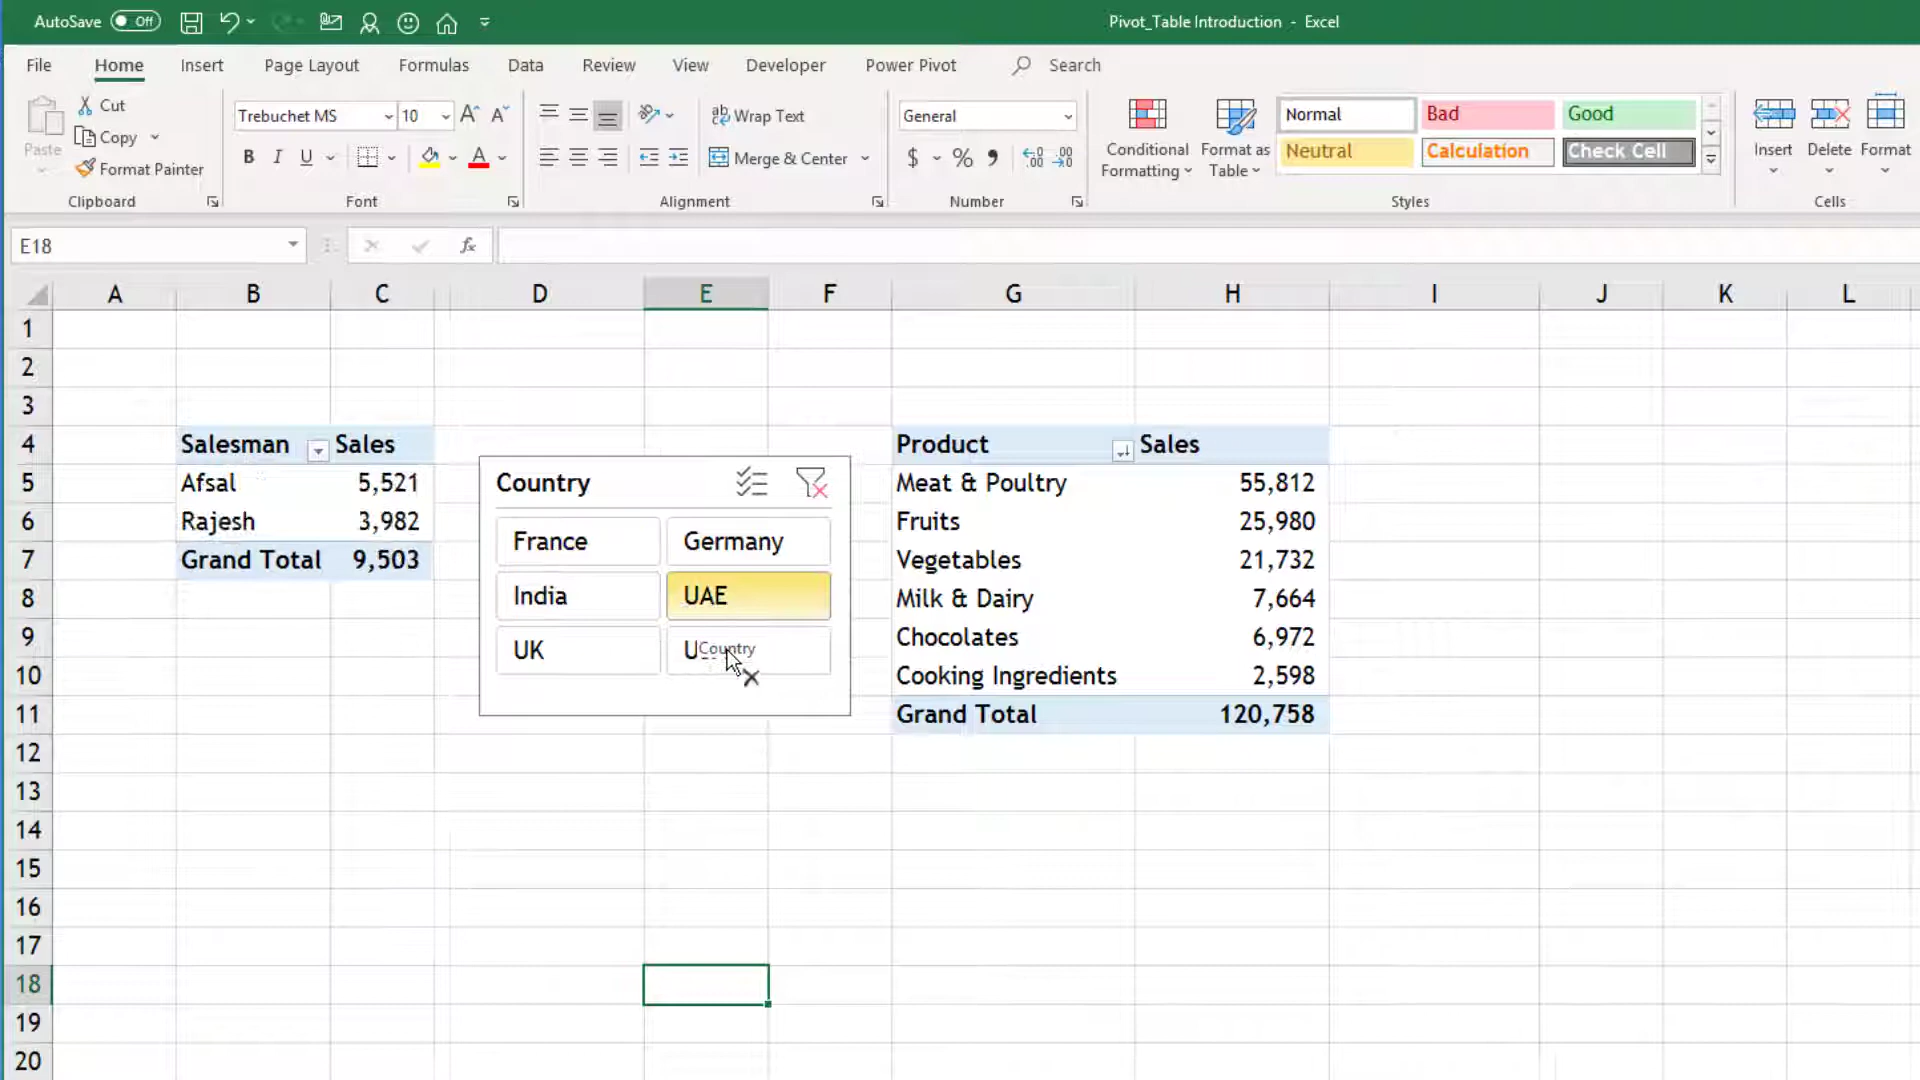 AutoSave Off Pivot_Table Introduction - Excel
File Home Insert Page Layout Formulas Data Review View Developer Power Pivot Search
Paste Cut Copy Format Painter
Clipboard
Trebuchet MS 10
B I U A
Font
Wrap Text
Merge & Center
Alignment
General
$ % 9
Number
Conditional Formatting
Format as Table
Normal Bad Good
Neutral Calculation Check Cell
Styles
Insert Delete Format
Cells
E18 fx
A B C D E F G H I J K L
1
2
3
4 Salesman Sales Product Sales
5 Afsal 5,521 Meat & Poultry 55,812
6 Rajesh 3,982 Fruits 25,980
7 Grand Total 9,503 Vegetables 21,732
8 Milk & Dairy 7,664
9 Chocolates 6,972
10 Cooking Ingredients 2,598
11 Grand Total 120,758
12
13
14
15
16
17
18
19
20
Country
France Germany
India UAE
UK
Country